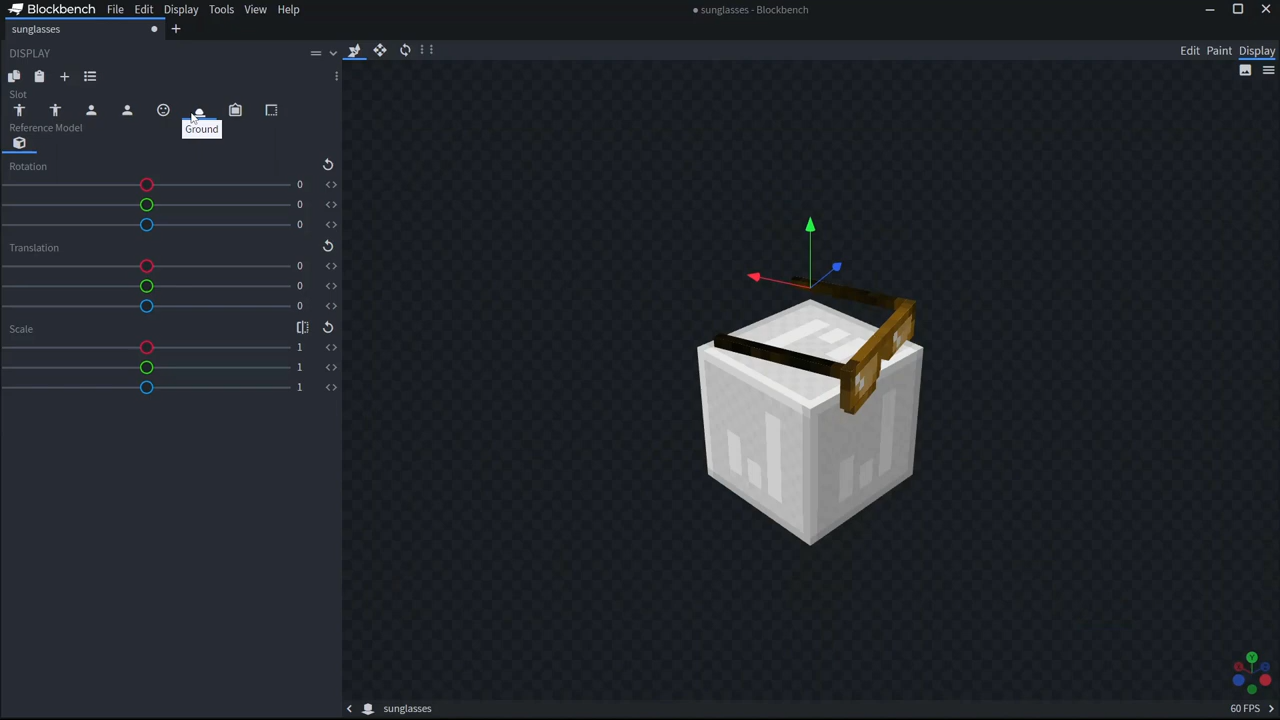 Blockbench File Edit Display Tools View Help
sunglasses - Blockbench
sunglasses
DISPLAY
Edit Paint Display
Slot
Ground
Reference Model
Rotation
0
0
0
Translation
0
0
0
Scale
1
1
1
sunglasses
60 FPS
Y
X
Z